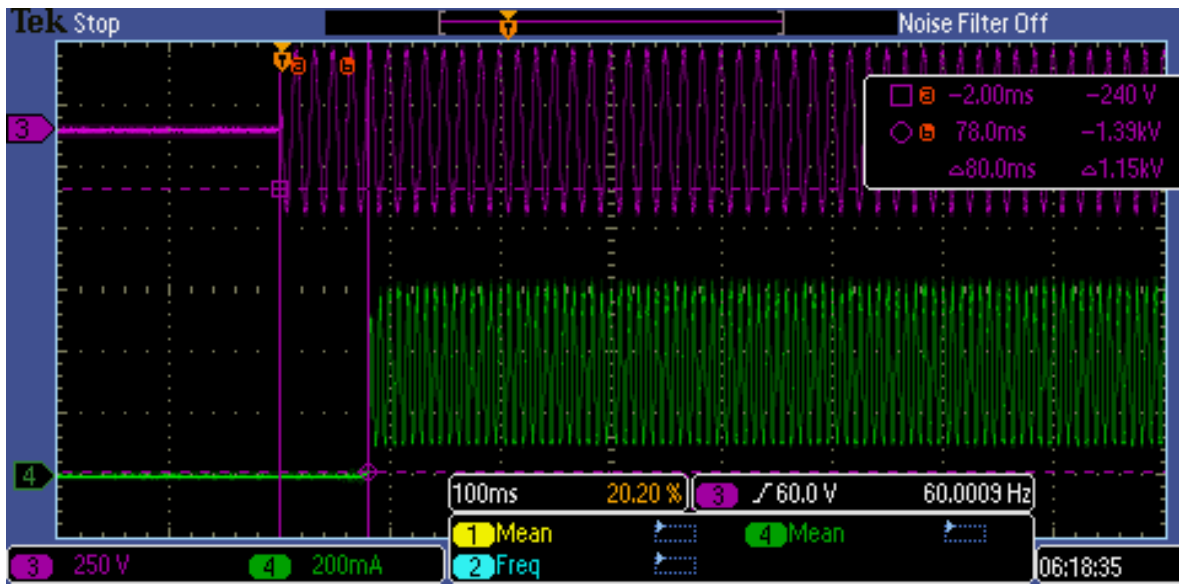 Tek Stop
Noise Filter Off
T
T a b
a −2.00ms −240 V
b 78.0ms −1.39kV
△80.0ms △1.15kV
3
4
100ms 20.20 %
3 ∫60.0 V 60.0009 Hz
1 Mean 4 Mean
2 Freq
3 250 V 4 200mA
06:18:35